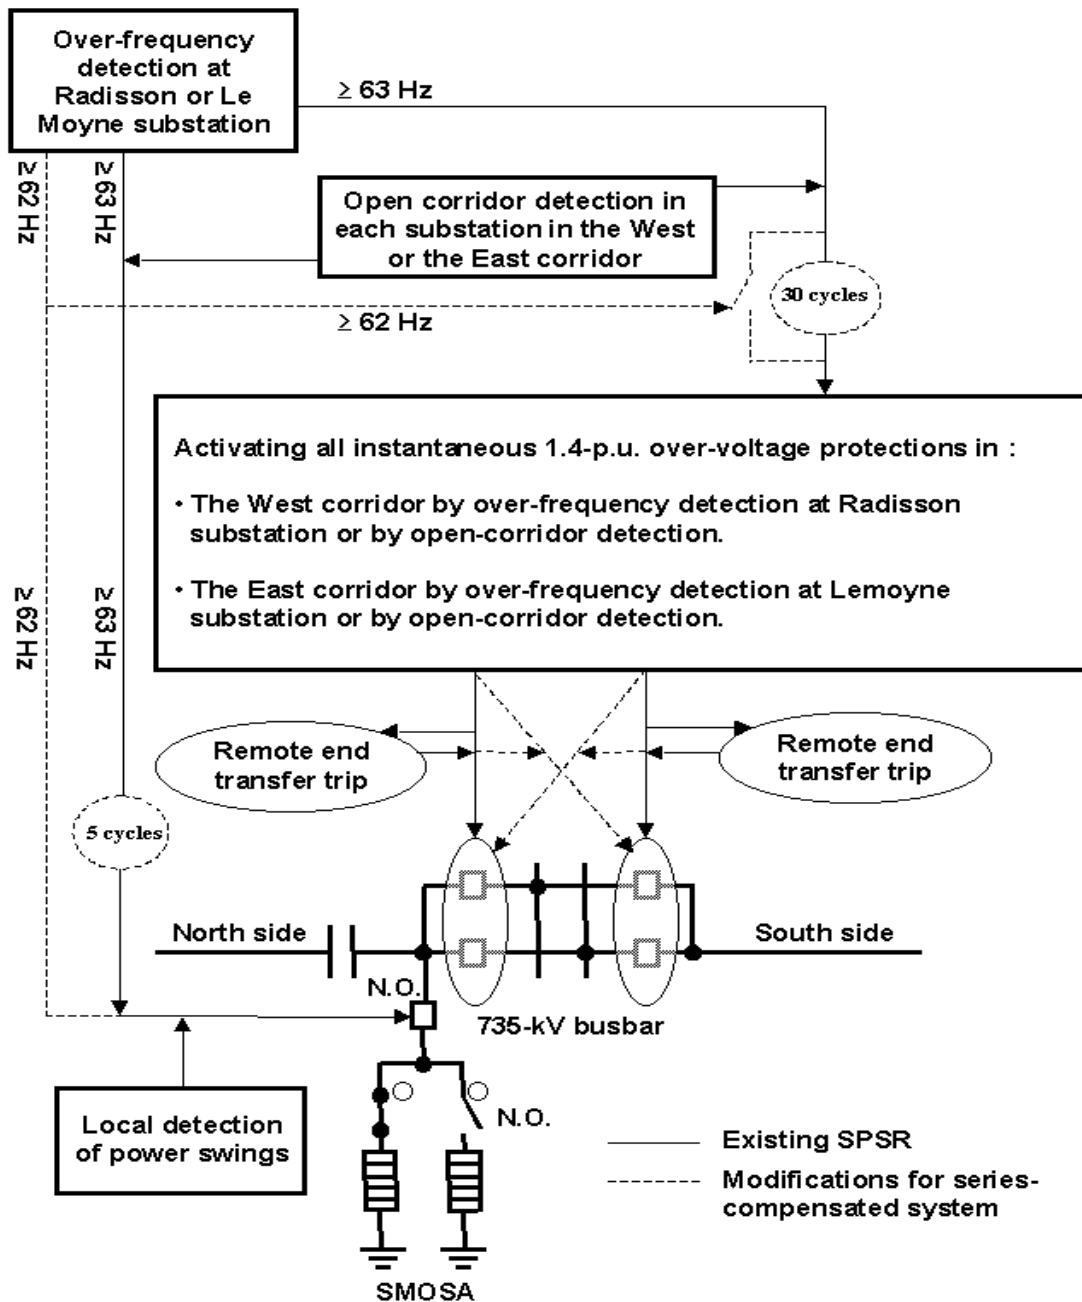 Over-frequency
detection at
Radisson or Le
Moyne substation
≥ 63 Hz
≥ 62 Hz
≥ 63 Hz
Open corridor detection in
each substation in the West
or the East corridor
30 cycles
≥ 62 Hz
Activating all instantaneous 1.4-p.u. over-voltage protections in :
• The West corridor by over-frequency detection at Radisson
substation or by open-corridor detection.
• The East corridor by over-frequency detection at Lemoyne
substation or by open-corridor detection.
≥ 62 Hz
≥ 63 Hz
Remote end
transfer trip
Remote end
transfer trip
5 cycles
North side
South side
N.O.
735-kV busbar
Local detection
of power swings
N.O.
Existing SPSR
Modifications for series-
compensated system
SMOSA